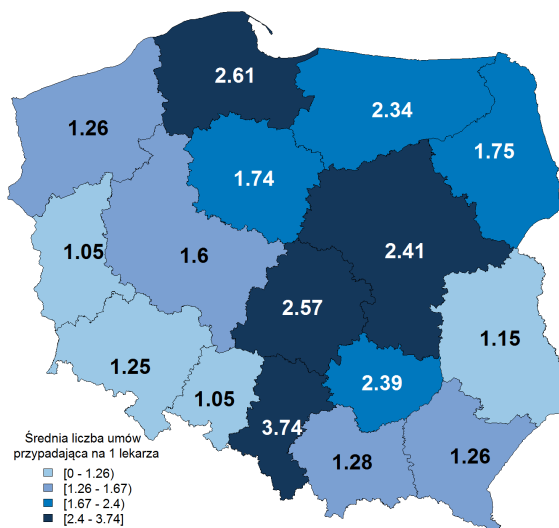 2.61
2.34
1.26
1.75
1.74
1.05
1.6
2.41
2.57
1.15
1.25
1.05
2.39
3.74
1.28
1.26
Średnia liczba umów
przypadająca na 1 lekarza
[0 - 1.26)
[1.26 - 1.67)
[1.67 - 2.4)
[2.4 - 3.74]